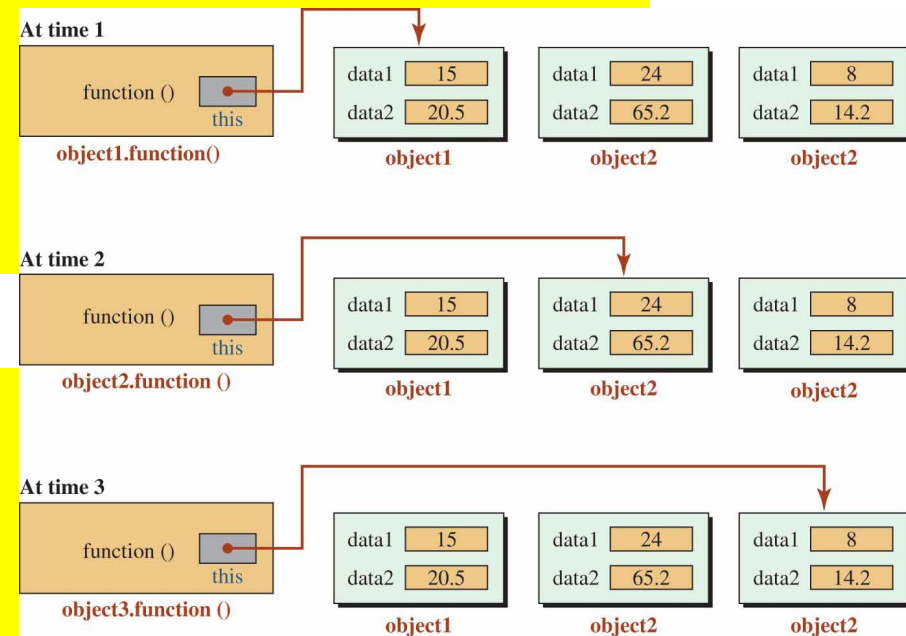 At time 1
function ()
this
object1.function()
data1 15
data2 20.5
object1
data1 24
data2 65.2
object2
data1 8
data2 14.2
object2
At time 2
function ()
this
object2.function ()
data1 15
data2 20.5
object1
data1 24
data2 65.2
object2
data1 8
data2 14.2
object2
At time 3
function ()
this
object3.function ()
data1 15
data2 20.5
object1
data1 24
data2 65.2
object2
data1 8
data2 14.2
object2